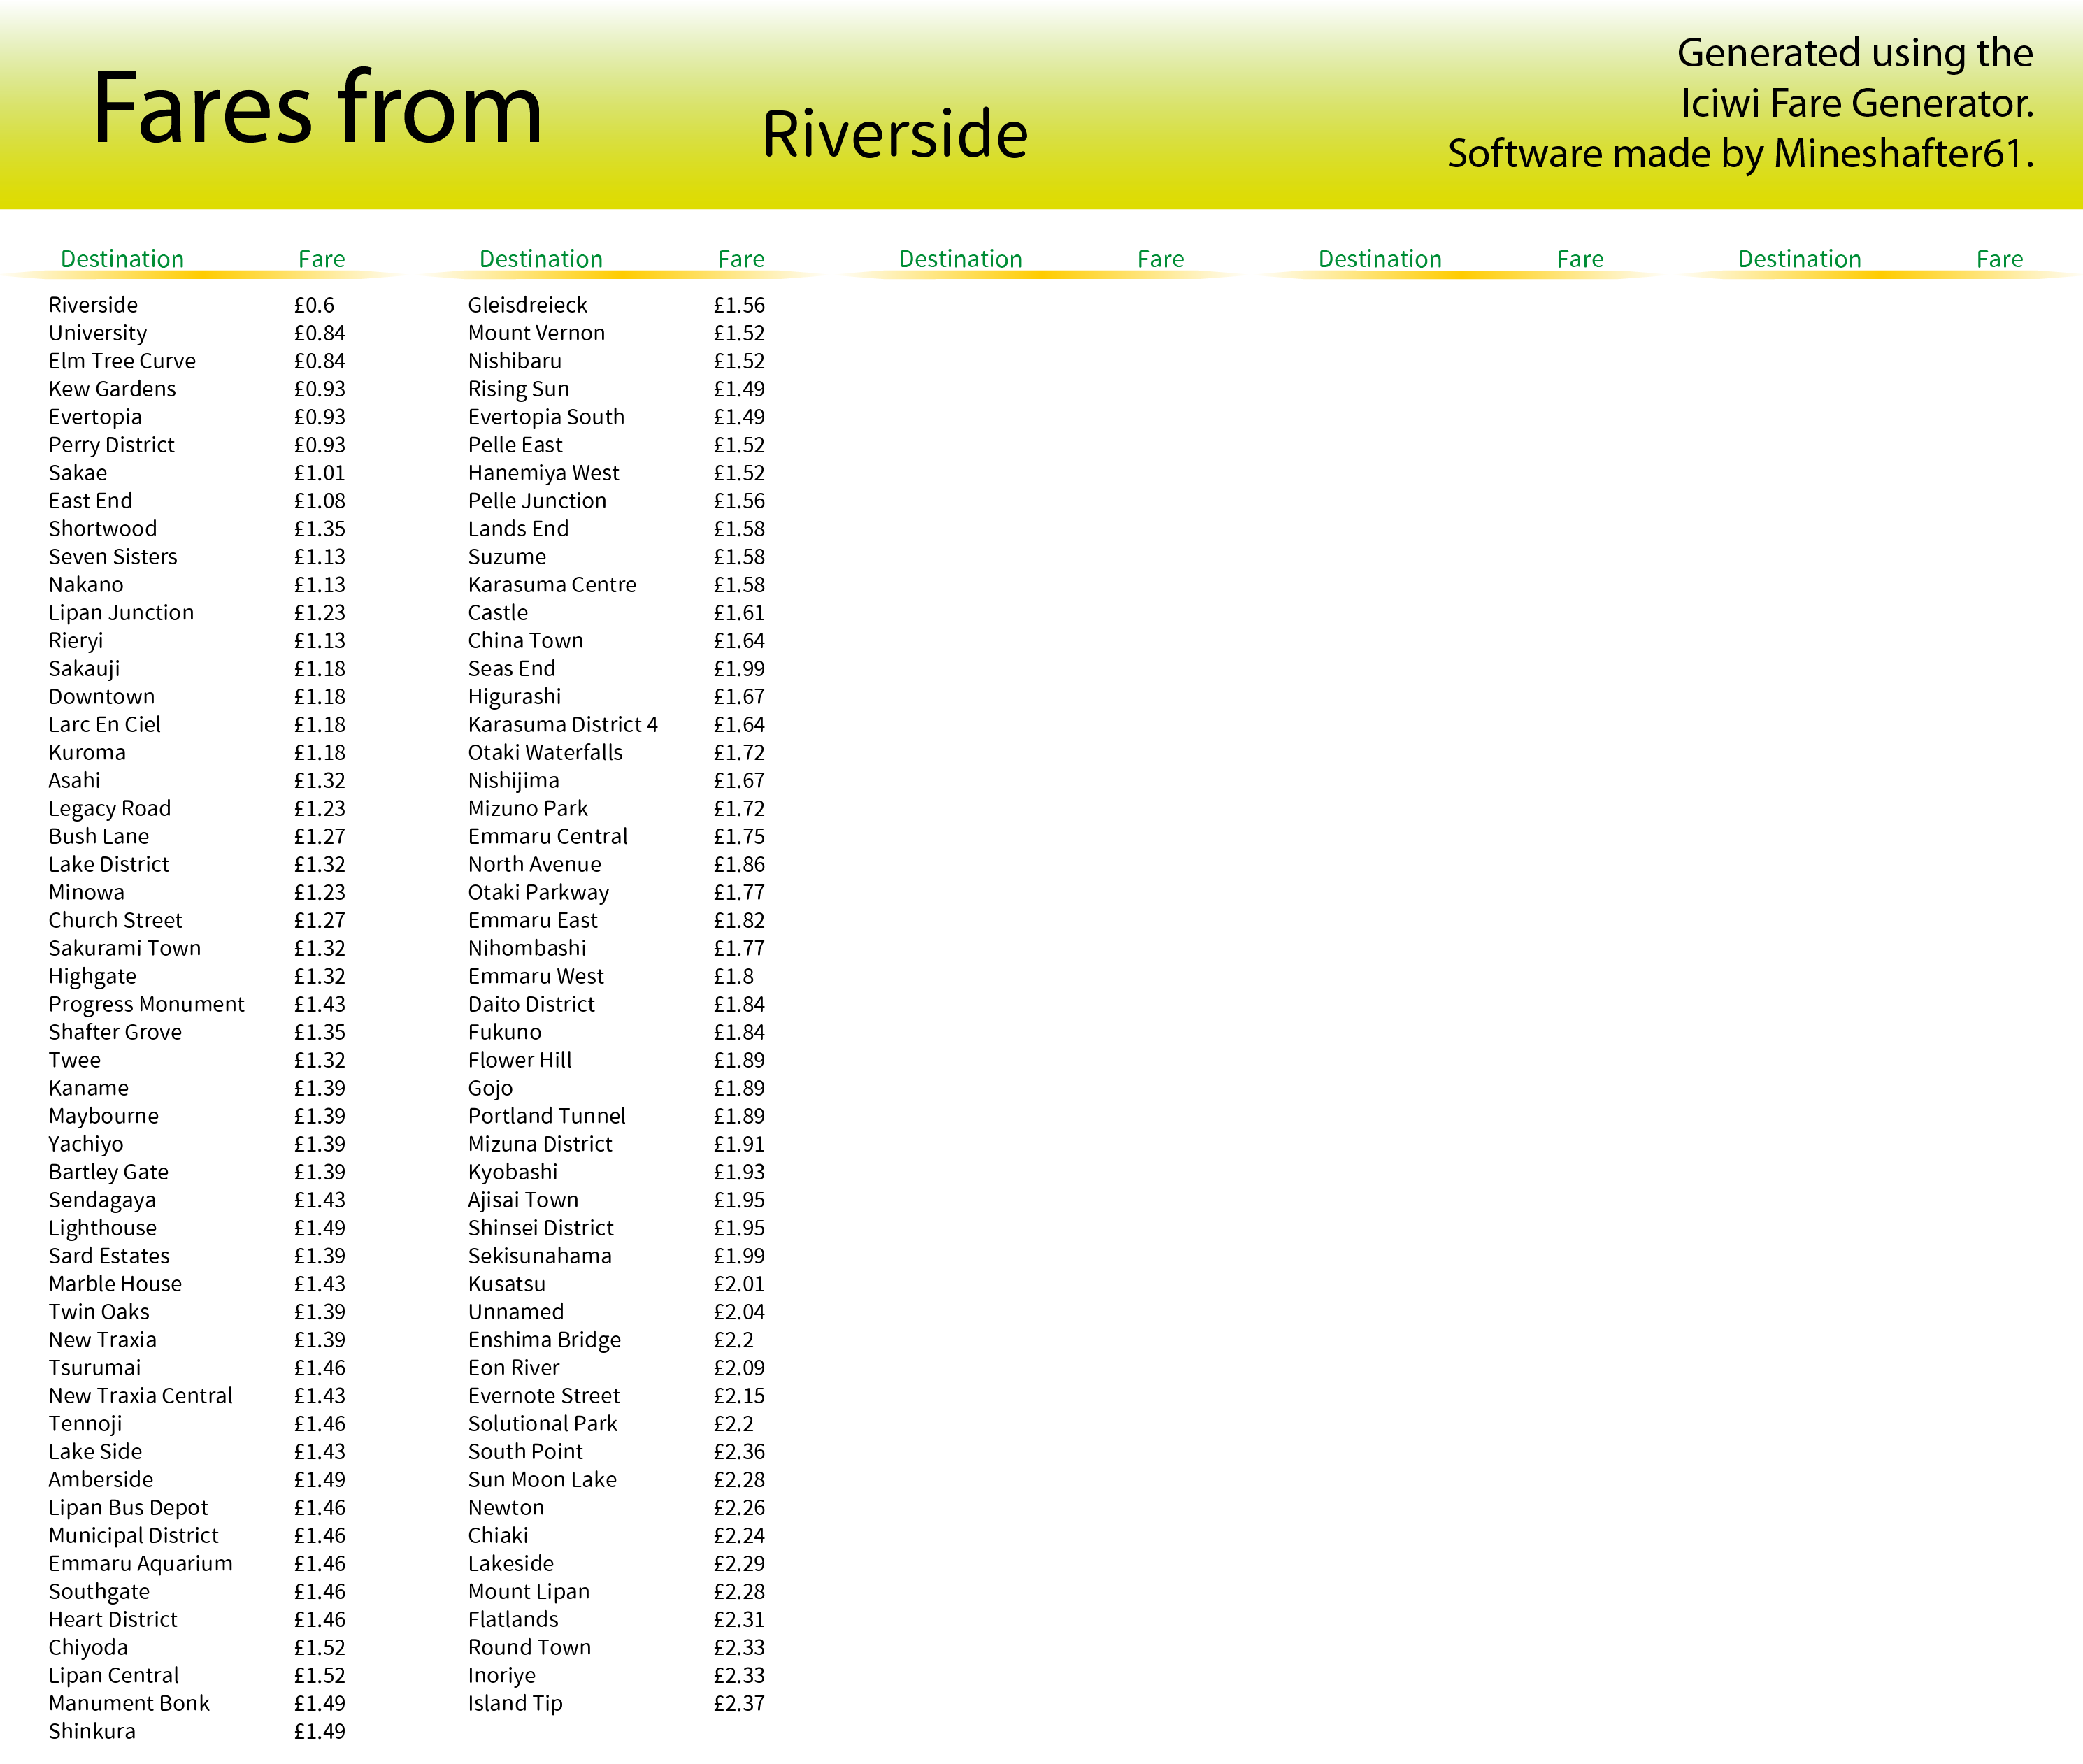 Fares from
Riverside
Generated using the
Iciwi Fare Generator.
Software made by Mineshafter61.
Destination Fare Destination Fare Destination Fare Destination Fare Destination Fare
Riverside £0.6
University £0.84
Elm Tree Curve £0.84
Kew Gardens £0.93
Evertopia £0.93
Perry District £0.93
Sakae £1.01
East End £1.08
Shortwood £1.35
Seven Sisters £1.13
Nakano £1.13
Lipan Junction £1.23
Rieryi £1.13
Sakauji £1.18
Downtown £1.18
Larc En Ciel £1.18
Kuroma £1.18
Asahi £1.32
Legacy Road £1.23
Bush Lane £1.27
Lake District £1.32
Minowa £1.23
Church Street £1.27
Sakurami Town £1.32
Highgate £1.32
Progress Monument £1.43
Shafter Grove £1.35
Twee £1.32
Kaname £1.39
Maybourne £1.39
Yachiyo £1.39
Bartley Gate £1.39
Sendagaya £1.43
Lighthouse £1.49
Sard Estates £1.39
Marble House £1.43
Twin Oaks £1.39
New Traxia £1.39
Tsurumai £1.46
New Traxia Central £1.43
Tennoji £1.46
Lake Side £1.43
Amberside £1.49
Lipan Bus Depot £1.46
Municipal District £1.46
Emmaru Aquarium £1.46
Southgate £1.46
Heart District £1.46
Chiyoda £1.52
Lipan Central £1.52
Manument Bonk £1.49
Shinkura £1.49
Gleisdreieck £1.56
Mount Vernon £1.52
Nishibaru £1.52
Rising Sun £1.49
Evertopia South £1.49
Pelle East £1.52
Hanemiya West £1.52
Pelle Junction £1.56
Lands End £1.58
Suzume £1.58
Karasuma Centre £1.58
Castle £1.61
China Town £1.64
Seas End £1.99
Higurashi £1.67
Karasuma District 4 £1.64
Otaki Waterfalls £1.72
Nishijima £1.67
Mizuno Park £1.72
Emmaru Central £1.75
North Avenue £1.86
Otaki Parkway £1.77
Emmaru East £1.82
Nihombashi £1.77
Emmaru West £1.8
Daito District £1.84
Fukuno £1.84
Flower Hill £1.89
Gojo £1.89
Portland Tunnel £1.89
Mizuna District £1.91
Kyobashi £1.93
Ajisai Town £1.95
Shinsei District £1.95
Sekisunahama £1.99
Kusatsu £2.01
Unnamed £2.04
Enshima Bridge £2.2
Eon River £2.09
Evernote Street £2.15
Solutional Park £2.2
South Point £2.36
Sun Moon Lake £2.28
Newton £2.26
Chiaki £2.24
Lakeside £2.29
Mount Lipan £2.28
Flatlands £2.31
Round Town £2.33
Inoriye £2.33
Island Tip £2.37